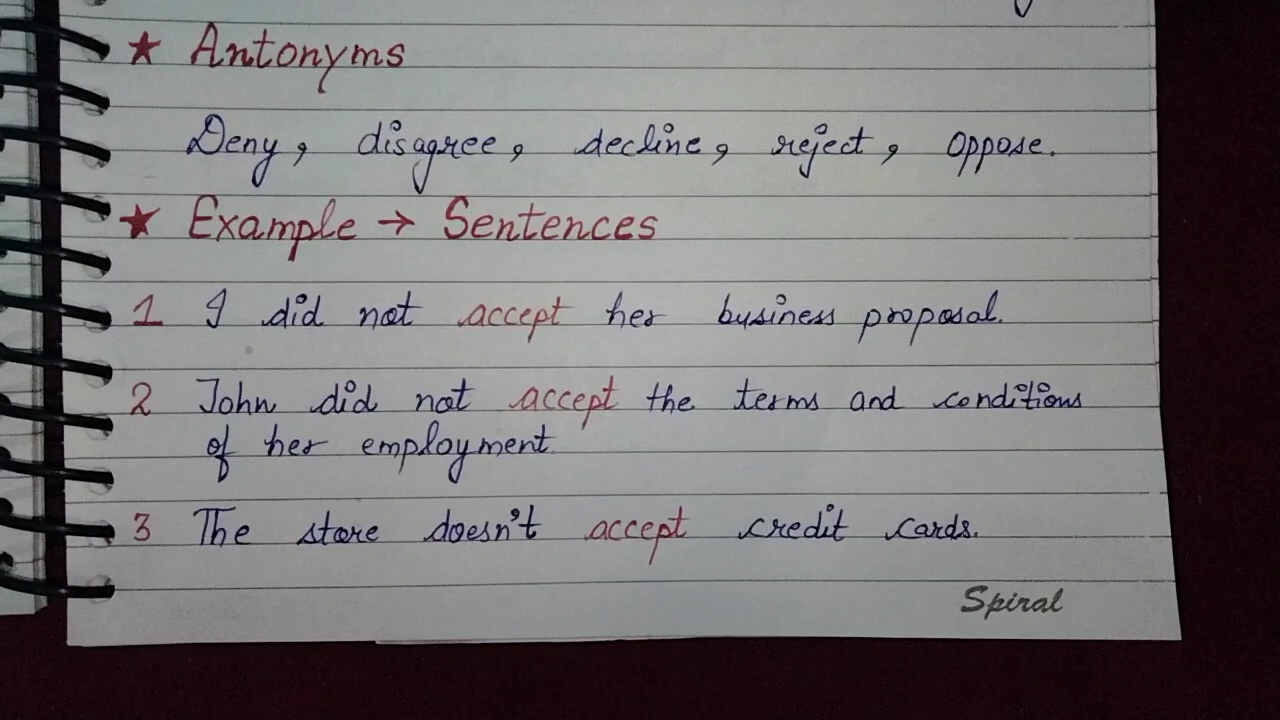 ★ Antonyms
Deny, disagree, decline, reject, oppose.
★ Example → Sentences
1 I did not accept her business proposal.
2 John did not accept the terms and conditions
of her employment
3 The store doesn't accept credit cards.
Spiral